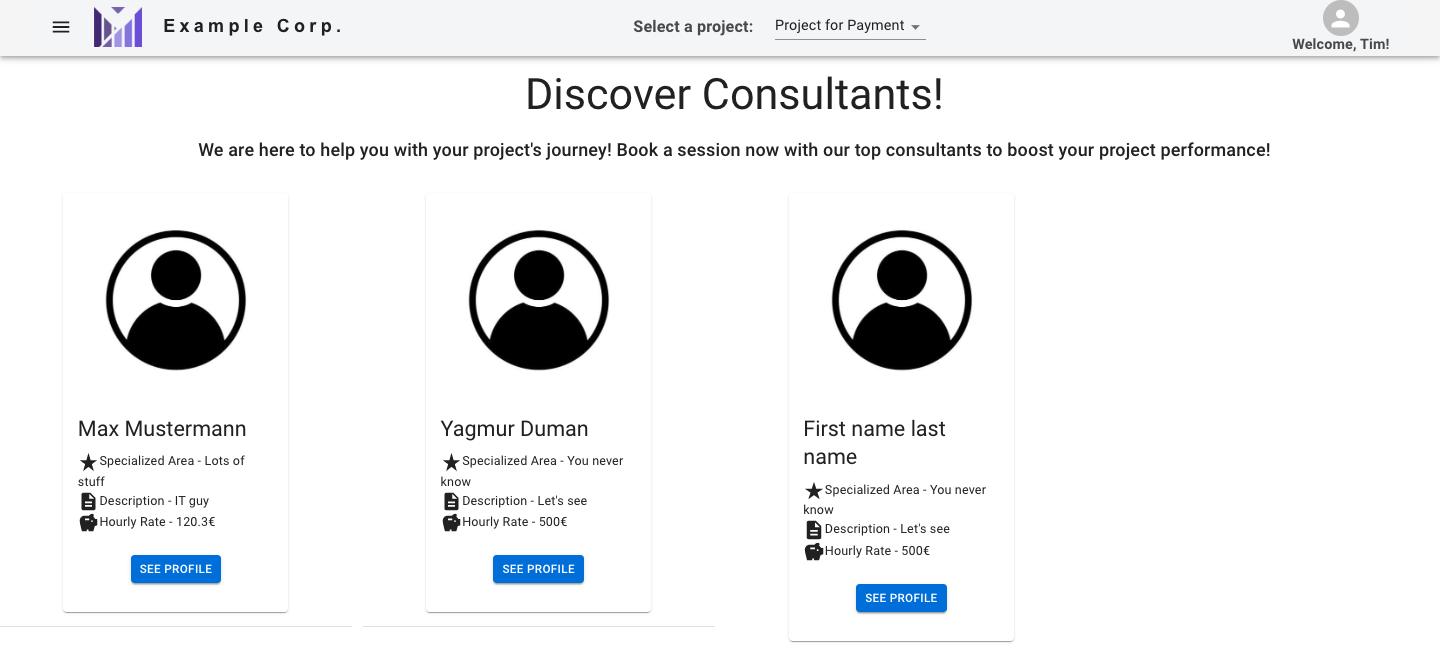 Example Corp.
Select a project:
Project for Payment
Welcome, Tim!
Discover Consultants!
We are here to help you with your project's journey! Book a session now with our top consultants to boost your project performance!
Max Mustermann
Specialized Area - Lots of
stuff
Description - IT guy
Hourly Rate - 120.3€
SEE PROFILE
Yagmur Duman
Specialized Area - You never
know
Description - Let's see
Hourly Rate - 500€
SEE PROFILE
First name last
name
Specialized Area - You never
know
Description - Let's see
Hourly Rate - 500€
SEE PROFILE